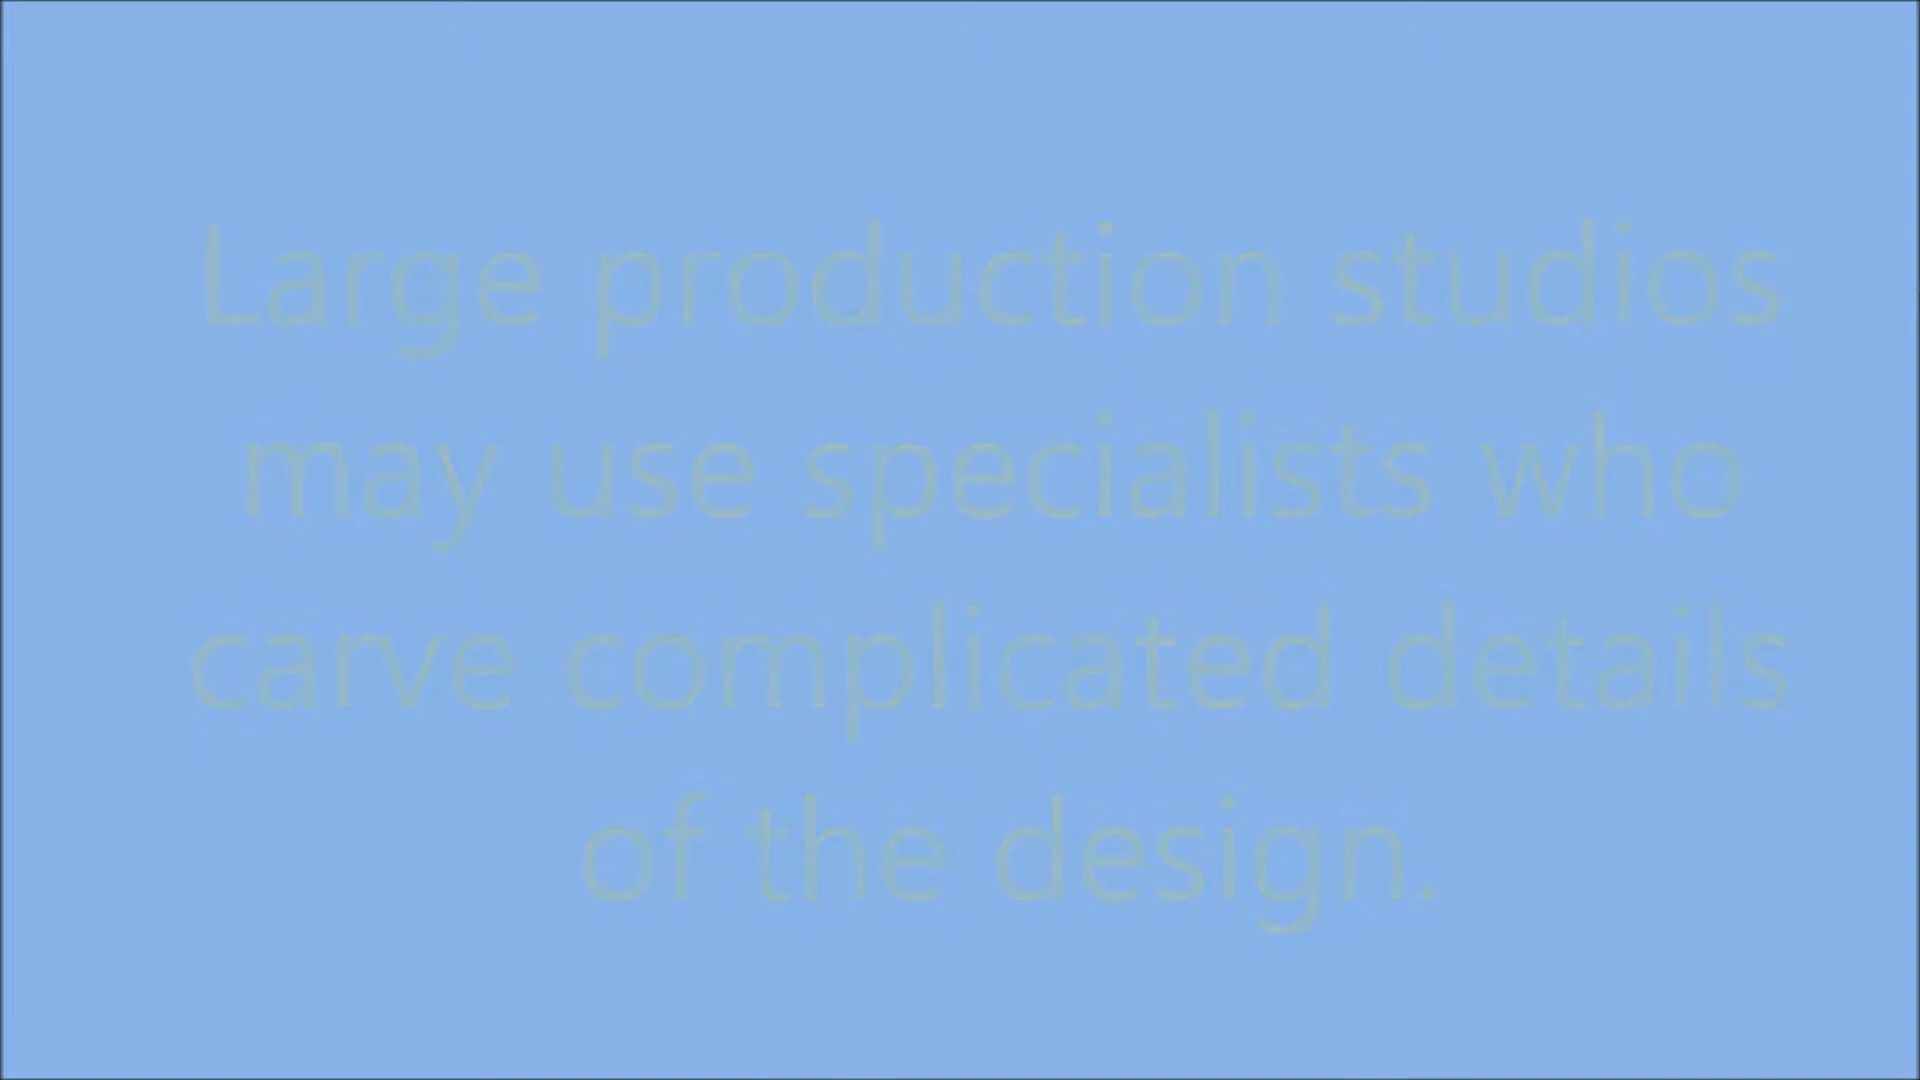 Large production studios
may use specialists who
carve complicated details
of the design.